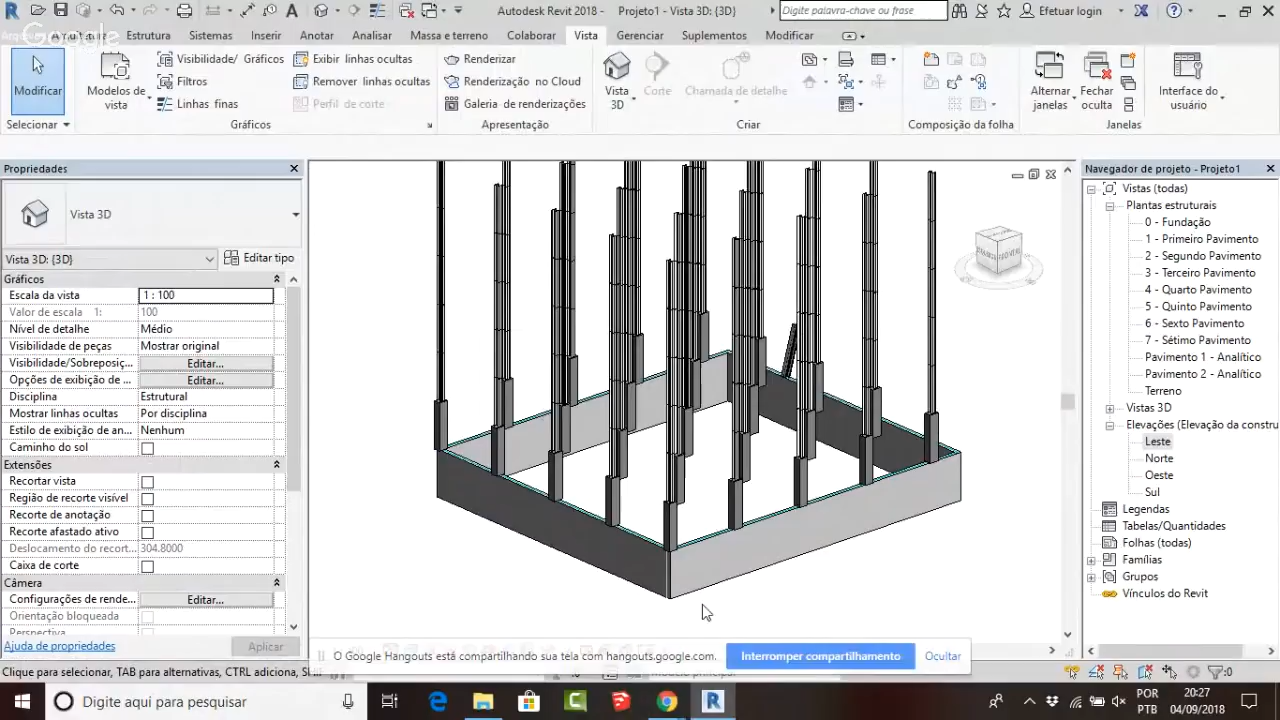 Autodesk Revit 2018 -    Projeto1 - Vista 3D: {3D}
Digite palavra-chave ou frase
Efetuar login
Google
Estrutura
Sistemas
Inserir
Anotar
Analisar
Massa e terreno
Colaborar
Vista
Gerenciar
Suplementos
Modificar
Modificar
Selecionar
Modelos de vista
Visibilidade/ Gráficos
Filtros
Linhas finas
Exibir linhas ocultas
Remover linhas ocultas
Perfil de corte
Gráficos
Renderizar
Renderização no Cloud
Galeria de renderizações
Apresentação
Vista 3D
Corte
Chamada de detalhe
Criar
Composição da folha
Alternar janelas
Fechar oculta
Janelas
Interface do usuário
Propriedades
Vista 3D
Vista 3D: {3D}
Editar tipo
Gráficos
Escala da vista 1 : 100
Valor de escala 1: 100
Nível de detalhe Médio
Visibilidade de peças Mostrar original
Visibilidade/Sobreposiç... Editar...
Opções de exibição de ... Editar...
Disciplina Estrutural
Mostrar linhas ocultas Por disciplina
Estilo de exibição de an... Nenhum
Caminho do sol
Extensões
Recortar vista
Região de recorte visível
Recorte de anotação
Recorte afastado ativo
Deslocamento do recort... 304.8000
Caixa de corte
Câmera
Configurações de rende... Editar...
Orientação bloqueada
Perspectiva
Ajuda de propriedades
Aplicar
Navegador de projeto - Projeto1
Vistas (todas)
Plantas estruturais
0 - Fundação
1 - Primeiro Pavimento
2 - Segundo Pavimento
3 - Terceiro Pavimento
4 - Quarto Pavimento
5 - Quinto Pavimento
6 - Sexto Pavimento
7 - Sétimo Pavimento
Pavimento 1 - Analítico
Pavimento 2 - Analítico
Terreno
Vistas 3D
Elevações (Elevação da constru
Leste
Norte
Oeste
Sul
Legendas
Tabelas/Quantidades
Folhas (todas)
Famílias
Grupos
Vínculos do Revit
O Google Hangouts está compartilhando sua tela com hangouts.google.com.
Interromper compartilhamento
Ocultar
Clique para selecionar, TAB para alternativas, CTRL adiciona, SHI
:0
Digite aqui para pesquisar
POR
PTB
20:27
04/09/2018